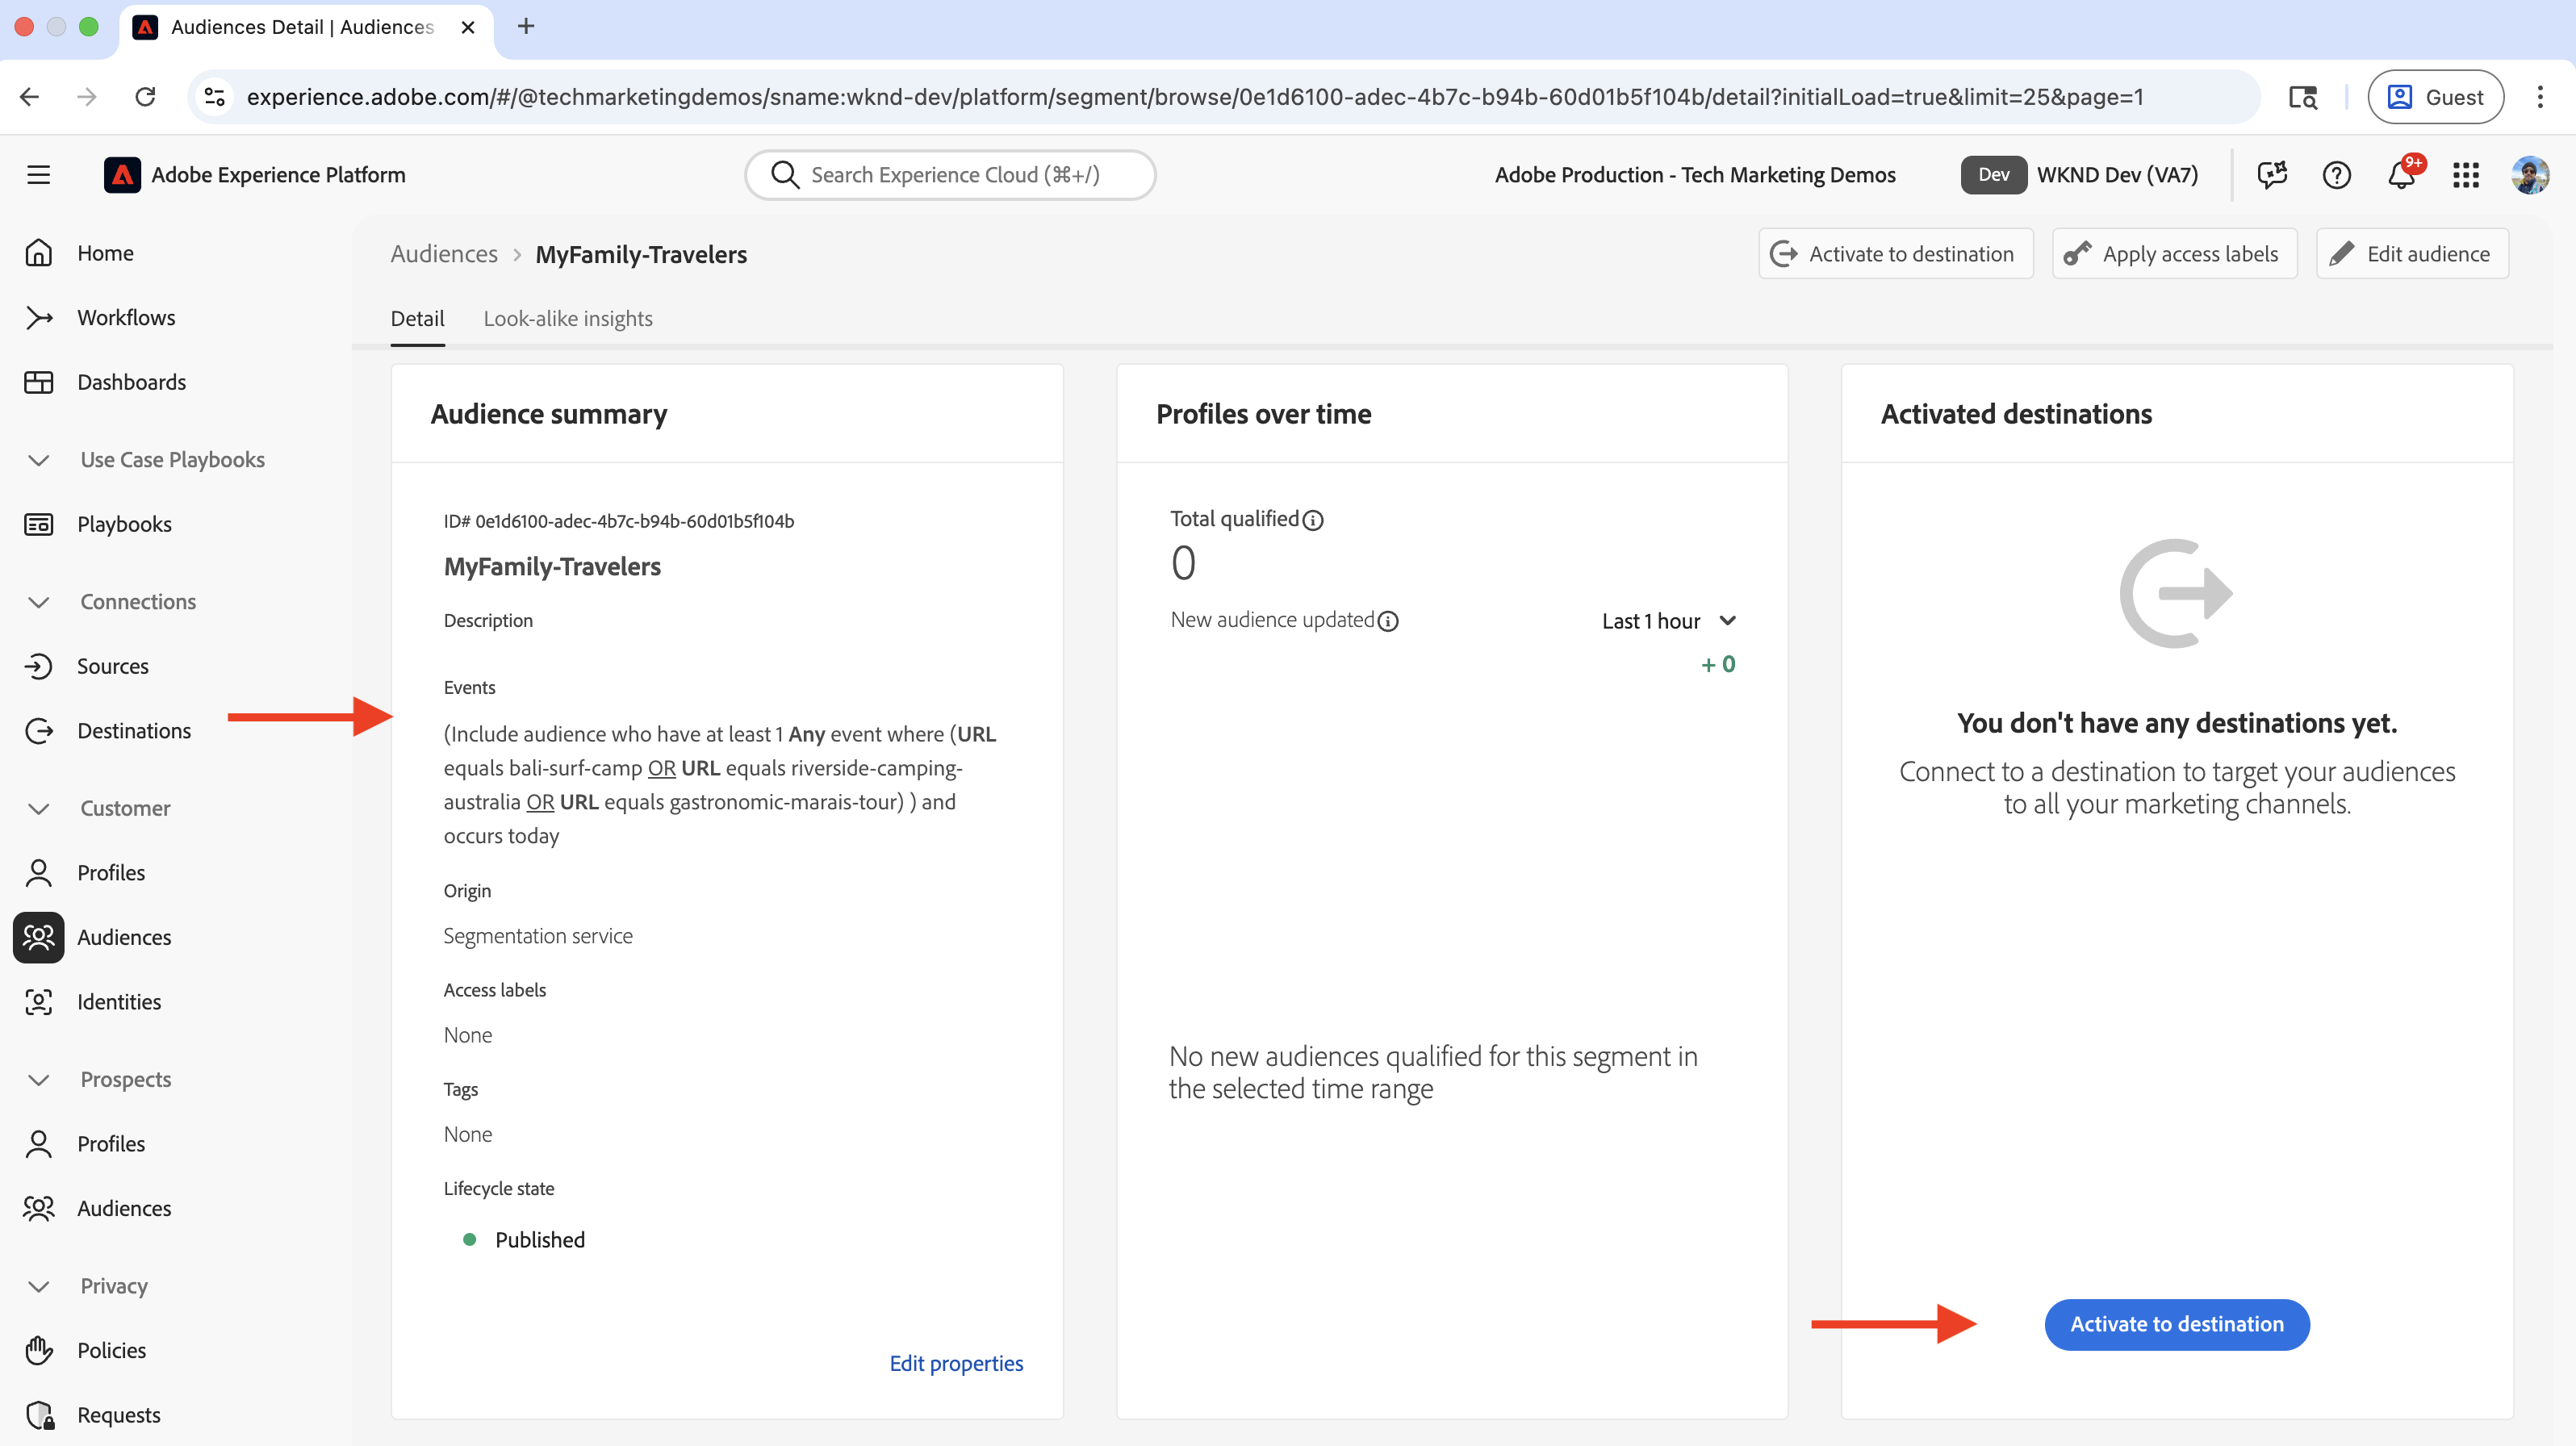 Audiences Detail | Audiences
experience.adobe.com/#/@techmarketingdemos/sname:wknd-dev/platform/segment/browse/0e1d6100-adec-4b7c-b94b-60d01b5f104b/detail?initialLoad=true&limit=25&page=1
Guest
Adobe Experience Platform
Search Experience Cloud (⌘+/)
Adobe Production - Tech Marketing Demos
Dev
WKND Dev (VA7)
9+
Home
Workflows
Dashboards
Use Case Playbooks
Playbooks
Connections
Sources
Destinations
Customer
Profiles
Audiences
Identities
Prospects
Profiles
Audiences
Privacy
Policies
Requests
Audiences > MyFamily-Travelers
Activate to destination
Apply access labels
Edit audience
Detail
Look-alike insights
Audience summary
ID# 0e1d6100-adec-4b7c-b94b-60d01b5f104b
MyFamily-Travelers
Description
Events
(Include audience who have at least 1 Any event where (URL
equals bali-surf-camp OR URL equals riverside-camping-
australia OR URL equals gastronomic-marais-tour) ) and
occurs today
Origin
Segmentation service
Access labels
None
Tags
None
Lifecycle state
Published
Edit properties
Profiles over time
Total qualified
0
New audience updated
Last 1 hour
+ 0
No new audiences qualified for this segment in
the selected time range
Activated destinations
You don't have any destinations yet.
Connect to a destination to target your audiences
to all your marketing channels.
Activate to destination